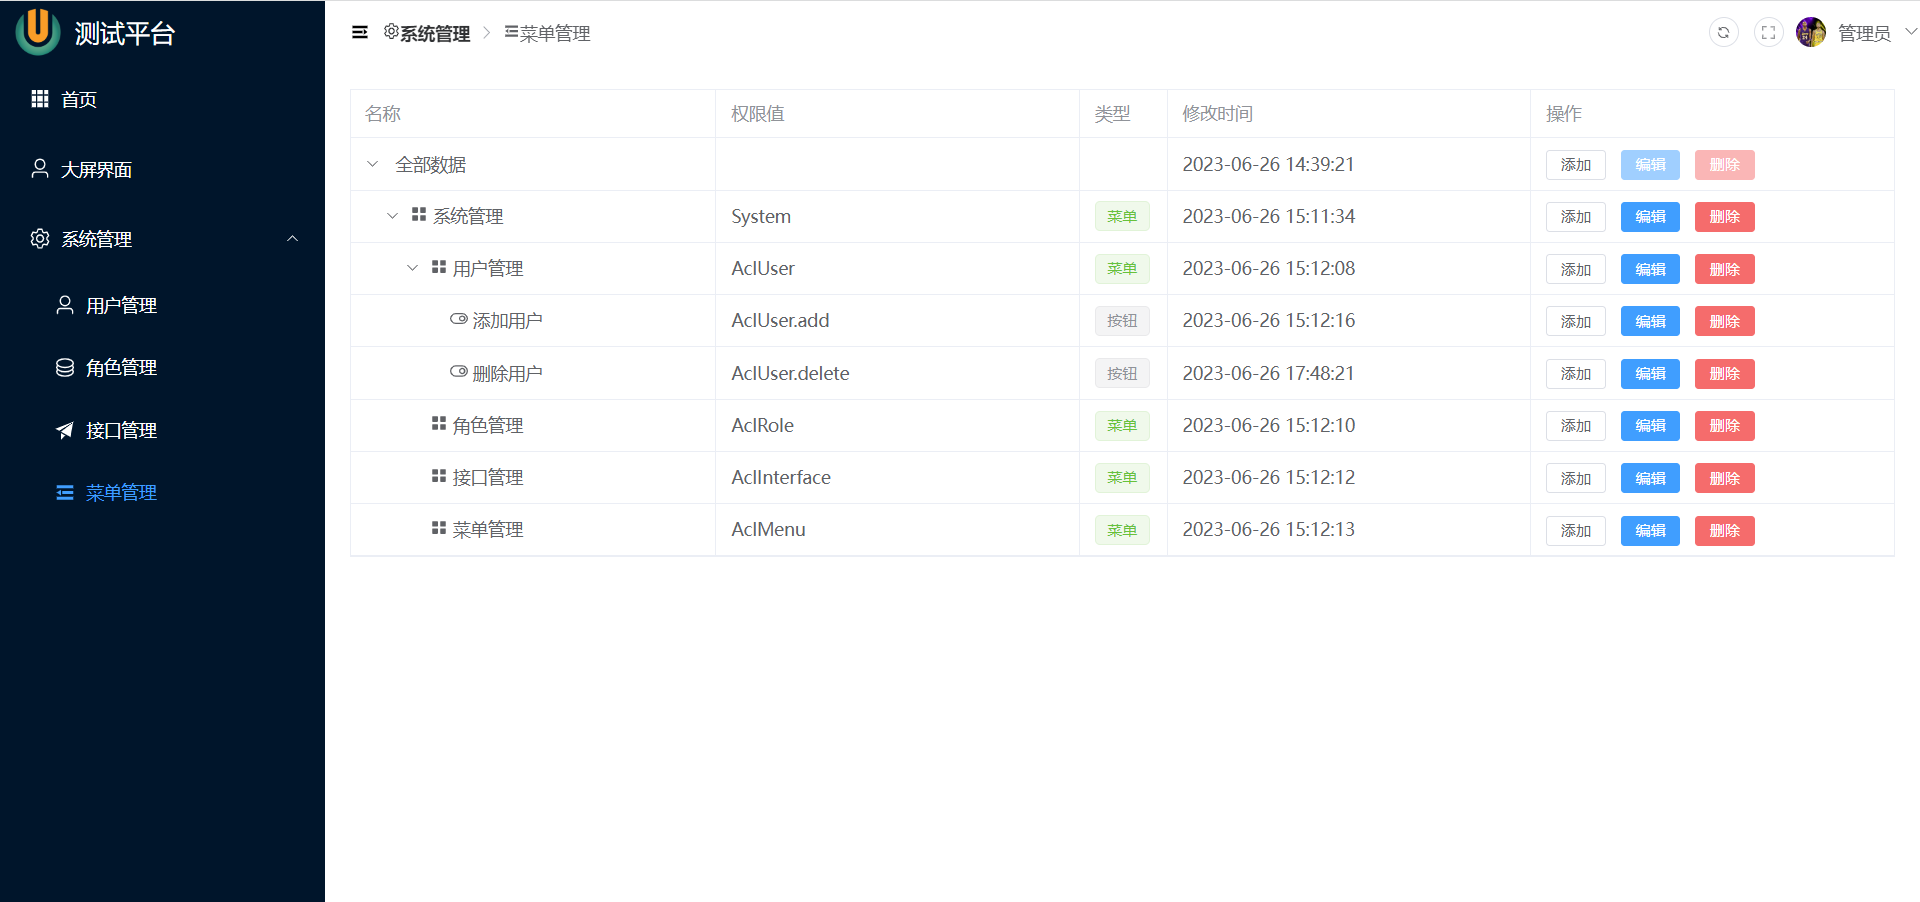 测试平台
首页
大屏界面
系统管理
用户管理
角色管理
接口管理
菜单管理
系统管理 > 菜单管理
管理员
名称 权限值 类型 修改时间 操作
全部数据 2023-06-26 14:39:21 添加 编辑 删除
系统管理 System 菜单 2023-06-26 15:11:34 添加 编辑 删除
用户管理 AclUser 菜单 2023-06-26 15:12:08 添加 编辑 删除
添加用户 AclUser.add 按钮 2023-06-26 15:12:16 添加 编辑 删除
删除用户 AclUser.delete 按钮 2023-06-26 17:48:21 添加 编辑 删除
角色管理 AclRole 菜单 2023-06-26 15:12:10 添加 编辑 删除
接口管理 AclInterface 菜单 2023-06-26 15:12:12 添加 编辑 删除
菜单管理 AclMenu 菜单 2023-06-26 15:12:13 添加 编辑 删除